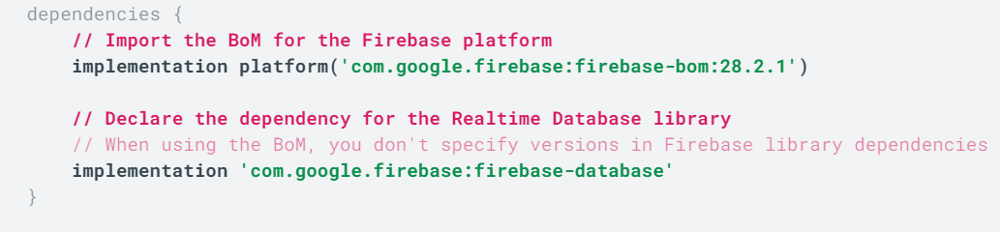 dependencies {
// Import the BoM for the Firebase platform
implementation platform('com.google.firebase:firebase-bom:28.2.1')
// Declare the dependency for the Realtime Database library
// When using the BoM, you don't specify versions in Firebase library dependencies
implementation 'com.google.firebase:firebase-database'
}